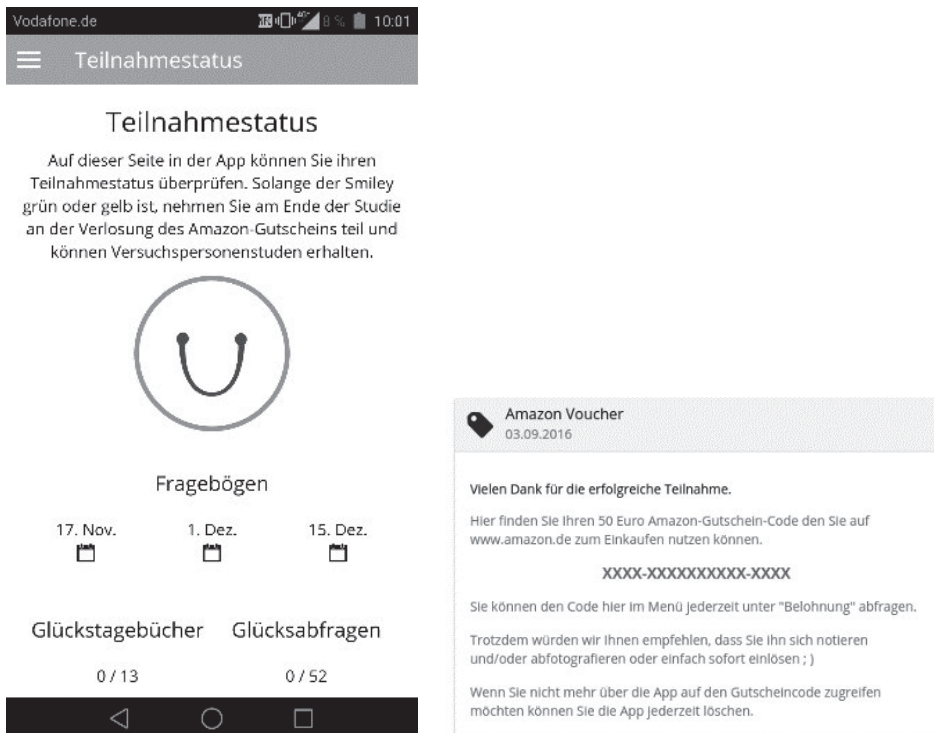 Vodafone.de 8 % 10:01
Teilnahmestatus
Teilnahmestatus
Auf dieser Seite in der App können Sie ihren
Teilnahmestatus überprüfen. Solange der Smiley
grün oder gelb ist, nehmen Sie am Ende der Studie
an der Verlosung des Amazon-Gutscheins teil und
können Versuchspersonenstuden erhalten.
Fragebögen
17. Nov. 1. Dez. 15. Dez.
Glückstagebücher Glücksabfragen
0 / 13 0 / 52
Amazon Voucher
03.09.2016
Vielen Dank für die erfolgreiche Teilnahme.
Hier finden Sie Ihren 50 Euro Amazon-Gutschein-Code den Sie auf
www.amazon.de zum Einkaufen nutzen können.
XXXX-XXXXXXXXXX-XXXX
Sie können den Code hier im Menü jederzeit unter "Belohnung" abfragen.
Trotzdem würden wir Ihnen empfehlen, dass Sie ihn sich notieren
und/oder abfotografieren oder einfach sofort einlösen ; )
Wenn Sie nicht mehr über die App auf den Gutscheincode zugreifen
möchten können Sie die App jederzeit löschen.